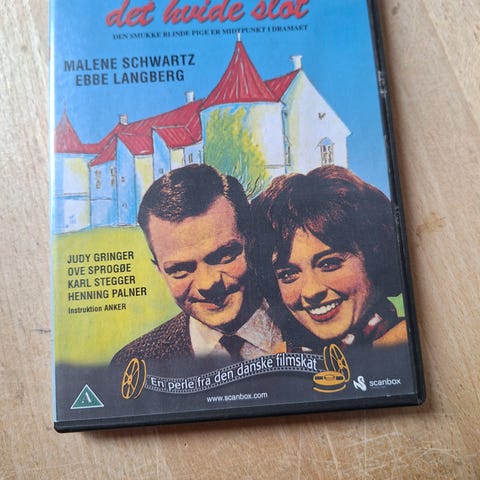 det hvide slot
DEN SMUKKE BLINDE PIGE ER MIDTPUNKT I DRAMAET
MALENE SCHWARTZ
EBBE LANGBERG
JUDY GRINGER
OVE SPROGØE
KARL STEGGER
HENNING PALNER
Instruktion ANKER
En perle fra den danske filmskat
A
www.scanbox.com
scanbox